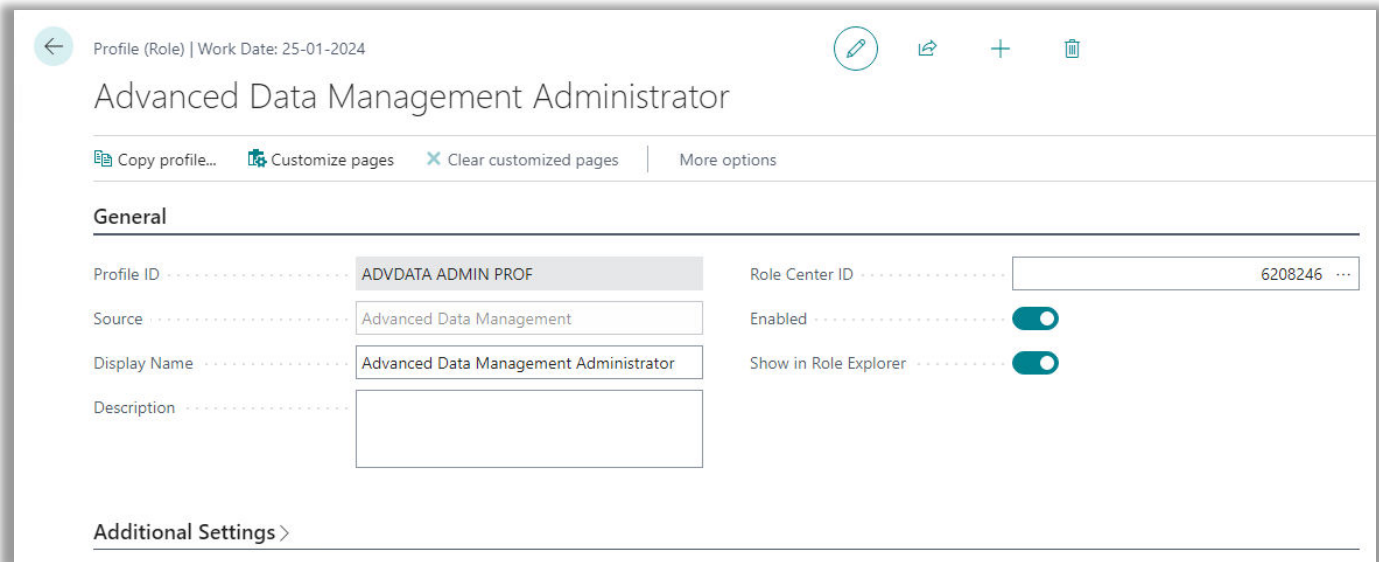 Profile (Role) | Work Date: 25-01-2024
Advanced Data Management Administrator
Copy profile... Customize pages Clear customized pages More options
General
Profile ID ADVDATA ADMIN PROF Role Center ID 6208246 ...
Source Advanced Data Management Enabled
Display Name Advanced Data Management Administrator Show in Role Explorer
Description
Additional Settings >